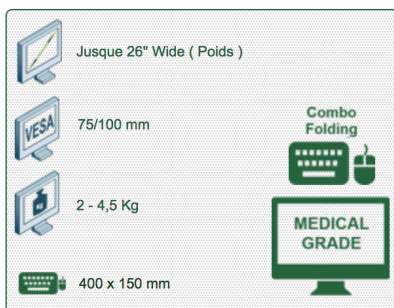 Jusque 26" Wide ( Poids )
VESA
75/100 mm
KG
2 - 4,5 Kg
400 x 150 mm
Combo
Folding
MEDICAL
GRADE